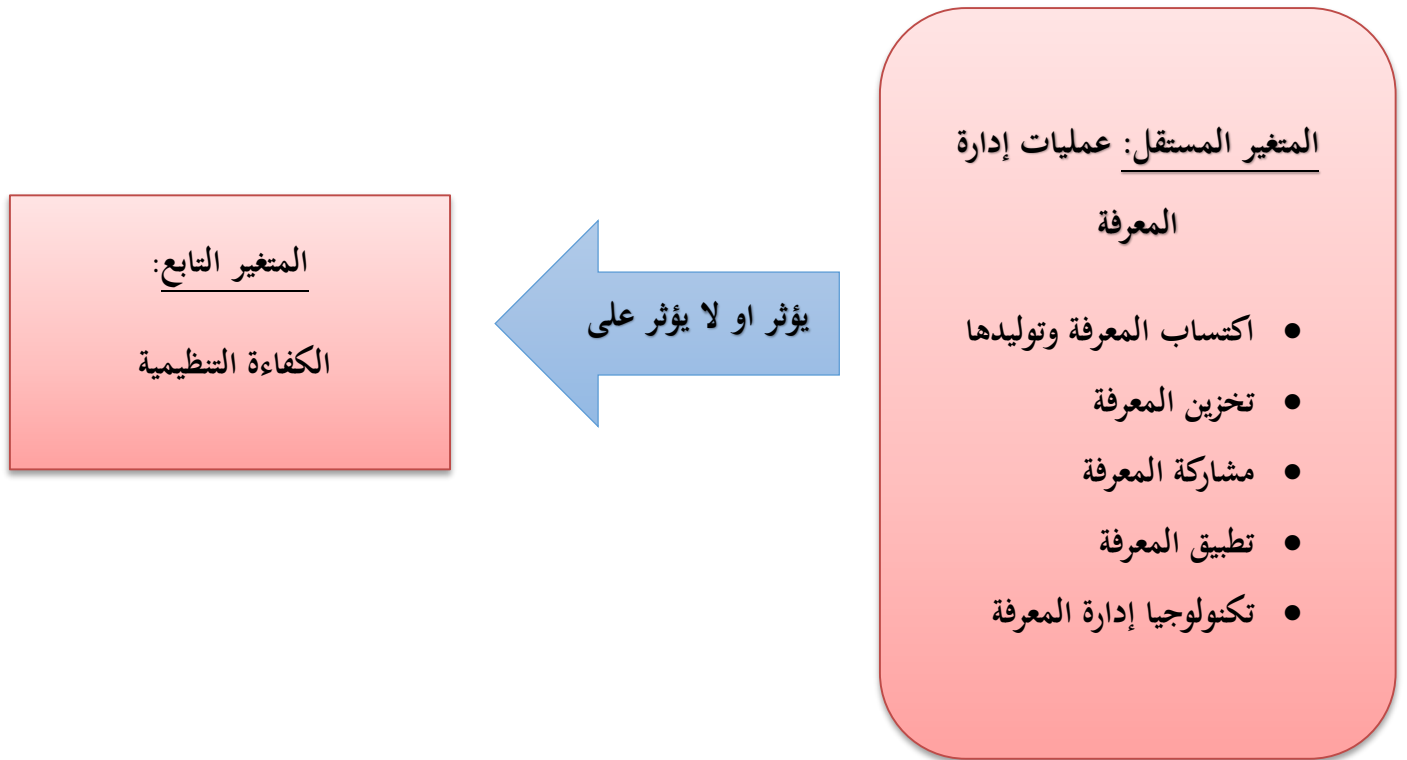 المتغير المستقل: عمليات إدارة
المعرفة
• اكتساب المعرفة وتوليدها
• تخزين المعرفة
• مشاركة المعرفة
• تطبيق المعرفة
• تكنولوجيا إدارة المعرفة
يؤثر او لا يؤثر على
المتغير التابع:
الكفاءة التنظيمية